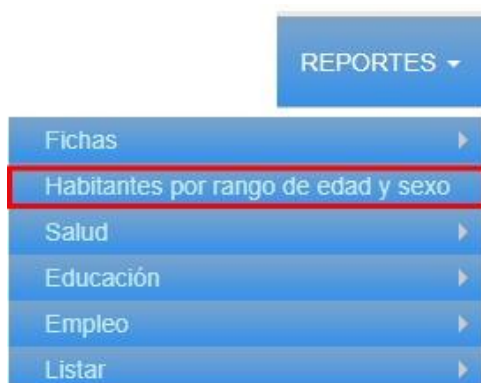 REPORTES
Fichas
Habitantes por rango de edad y sexo
Salud
Educación
Empleo
Listar